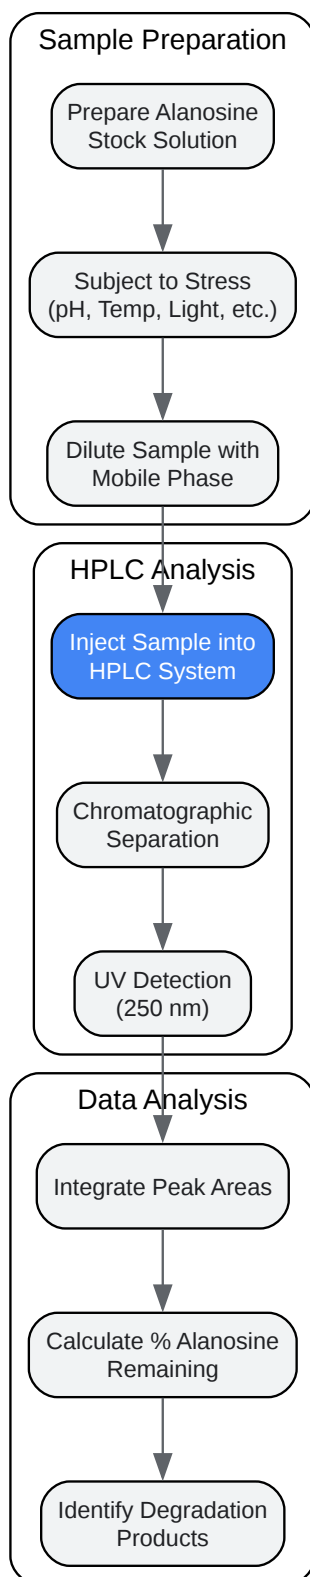 Sample Preparation
Prepare Alanosine
Stock Solution
Subject to Stress
(pH, Temp, Light, etc.)
Dilute Sample with
Mobile Phase
HPLC Analysis
Inject Sample into
HPLC System
Chromatographic
Separation
UV Detection
(250 nm)
Data Analysis
Integrate Peak Areas
Calculate % Alanosine
Remaining
Identify Degradation
Products